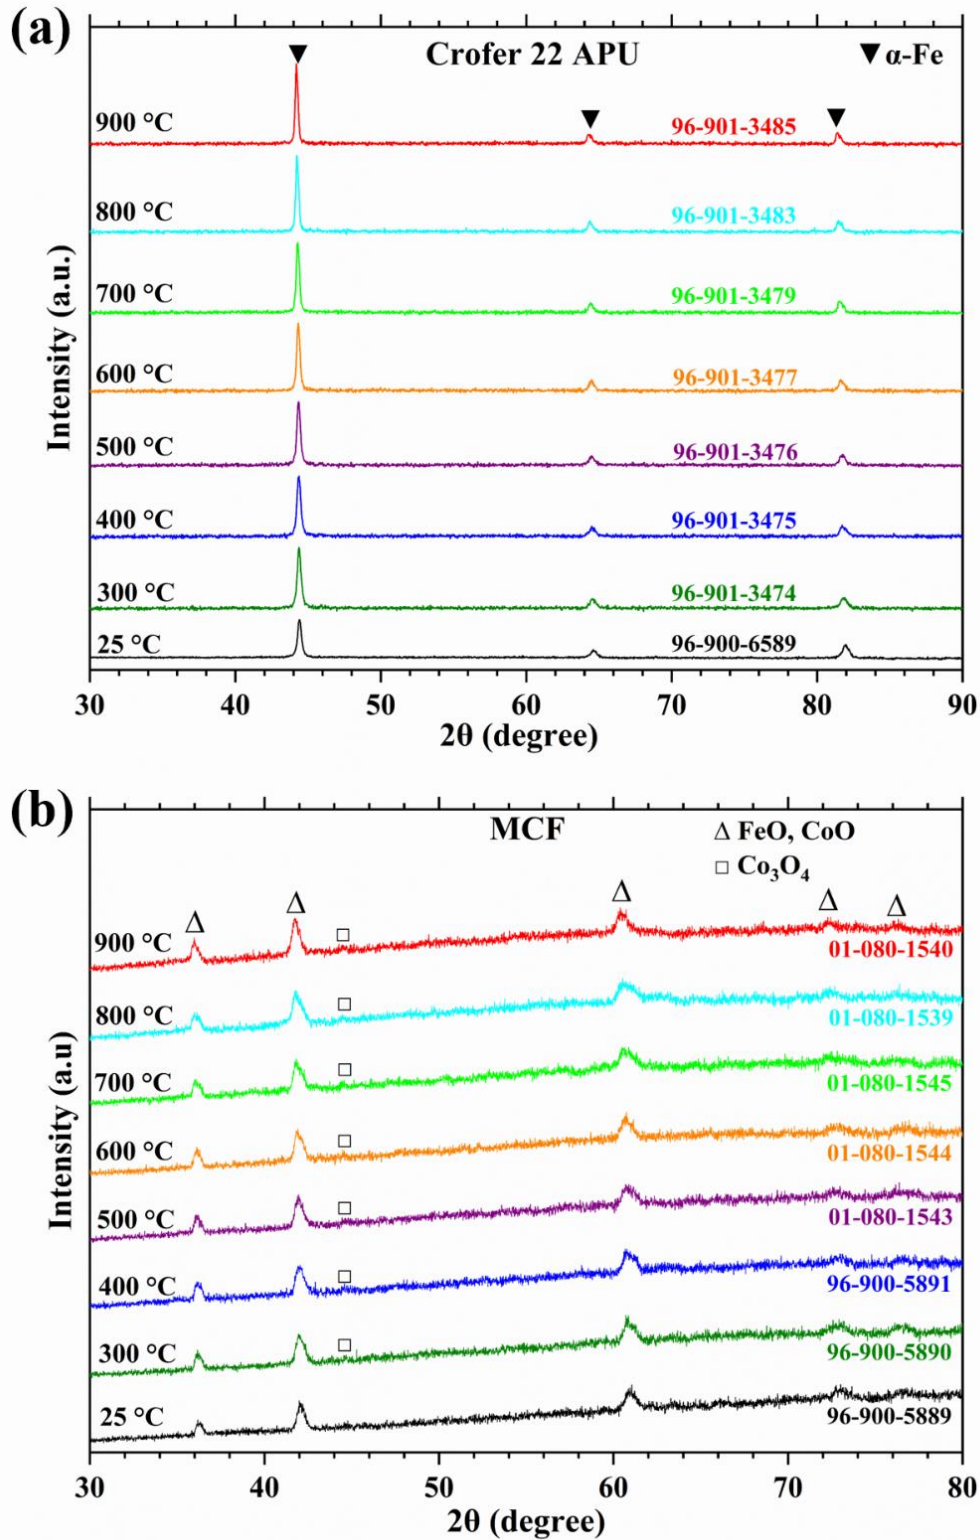 (a)
Crofer 22 APU
▼ α-Fe
900 °C
96-901-3485
800 °C
96-901-3483
700 °C
96-901-3479
600 °C
96-901-3477
500 °C
96-901-3476
400 °C
96-901-3475
300 °C
96-901-3474
25 °C
96-900-6589
Intensity (a.u.)
30 40 50 60 70 80 90
2θ (degree)
(b)
MCF
Δ FeO, CoO
□ Co₃O₄
900 °C
01-080-1540
800 °C
01-080-1539
700 °C
01-080-1545
600 °C
01-080-1544
500 °C
01-080-1543
400 °C
96-900-5891
300 °C
96-900-5890
25 °C
96-900-5889
Intensity (a.u)
30 40 50 60 70 80
2θ (degree)